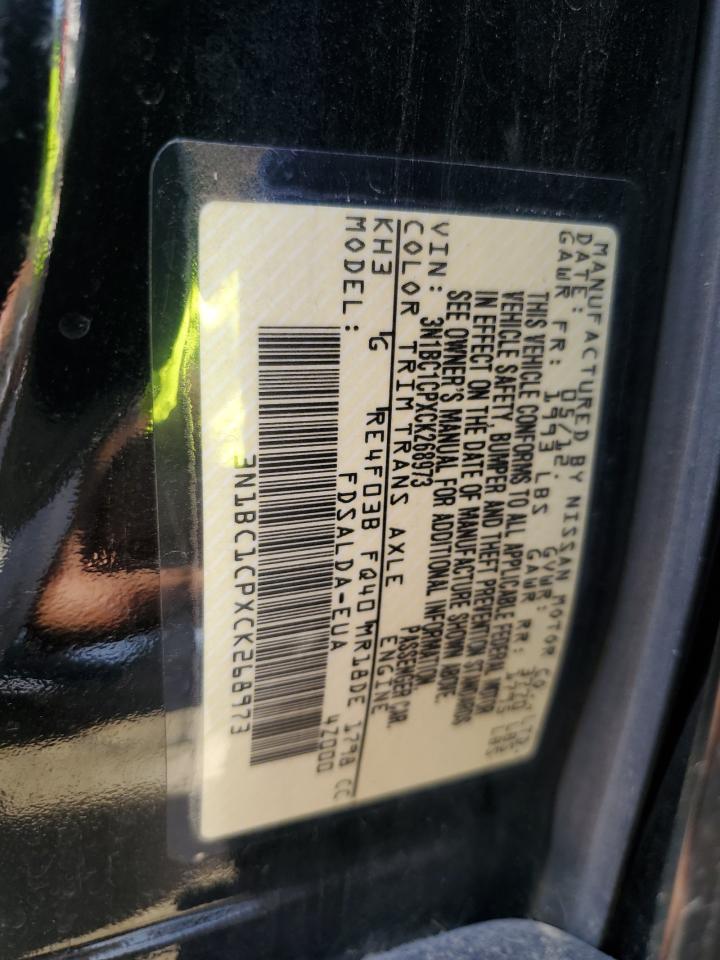 MANUFACTURED BY NISSAN MOTOR CO., LTD.
DATE: 05/12. GVWR:
GAWR FR: 1993 LBS GAWR RR:
THIS VEHICLE CONFORMS TO ALL APPLICABLE FEDERAL MOTOR
VEHICLE SAFETY, BUMPER AND THEFT PREVENTION STANDARDS
IN EFFECT ON THE DATE OF MANUFACTURE SHOWN ABOVE.
SEE OWNER'S MANUAL FOR ADDITIONAL INFORMATION
VIN: 3N1BC1CPXCK268973 PASSENGER CAR.
COLOR TRIM TRANS AXLE ENGINE
KH3 G RE4F03B FQ40 MR18DE 1798 CC
MODEL: FDSALDA-EUA 4Z000
3N1BC1CPXCK268973